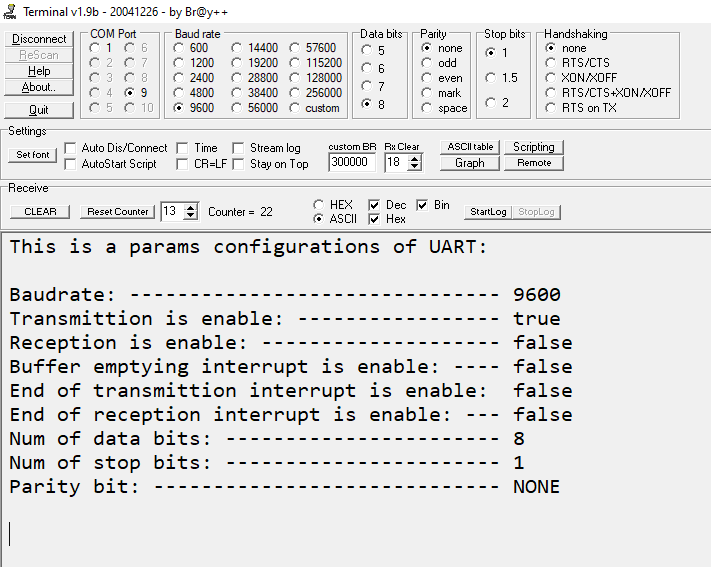 Terminal v1.9b - 20041226 - by Br@y++
Disconnect
ReScan
Help
About..
Quit
COM Port
1 6
2 7
3 8
4 9
5 10
Baud rate
600 14400 57600
1200 19200 115200
2400 28800 128000
4800 38400 256000
9600 56000 custom
Data bits
5
6
7
8
Parity
none
odd
even
mark
space
Stop bits
1
1.5
2
Handshaking
none
RTS/CTS
XON/XOFF
RTS/CTS+XON/XOFF
RTS on TX
Settings
Set font
Auto Dis/Connect Time Stream log
AutoStart Script CR=LF Stay on Top
custom BR Rx Clear
300000 18
ASCII table Scripting
Graph Remote
Receive
CLEAR Reset Counter 13 Counter = 22
HEX Dec Bin
ASCII Hex
StartLog StopLog
This is a params configurations of UART:
Baudrate: ------------------------------- 9600
Transmittion is enable: ----------------- true
Reception is enable: -------------------- false
Buffer emptying interrupt is enable: ---- false
End of transmittion interrupt is enable: false
End of reception interrupt is enable: --- false
Num of data bits: ----------------------- 8
Num of stop bits: ----------------------- 1
Parity bit: ----------------------------- NONE